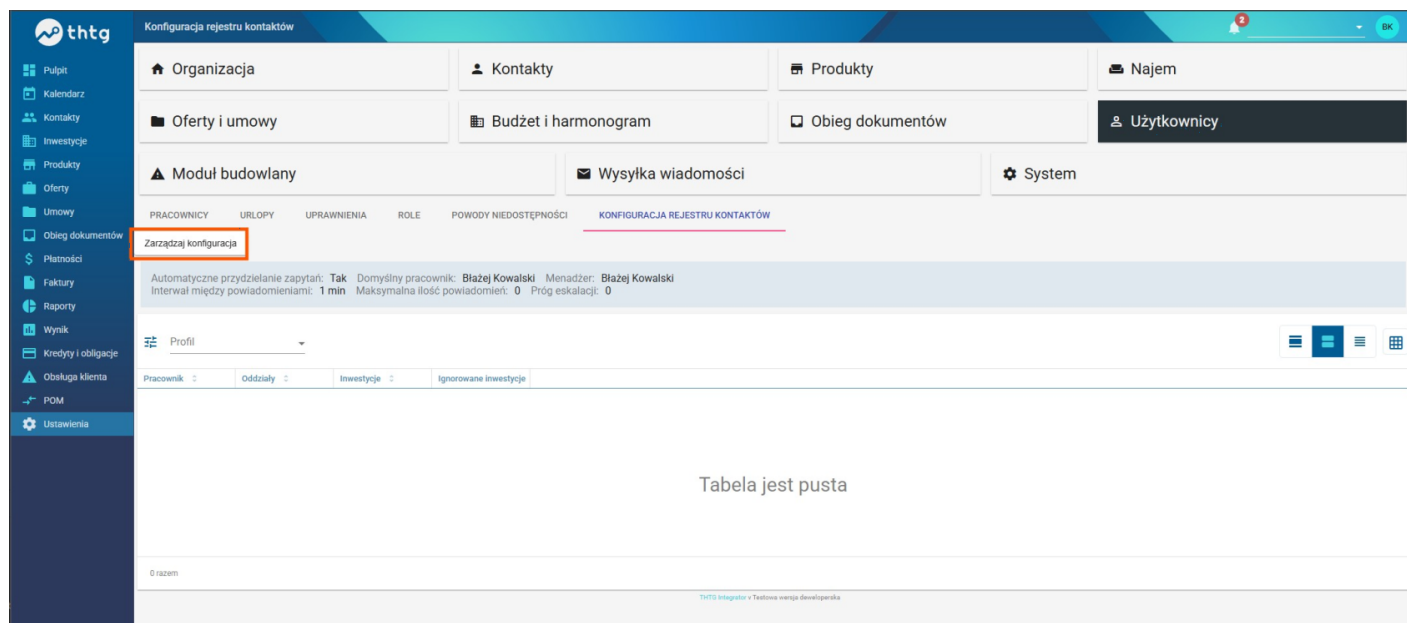 thtg
Konfiguracja rejestru kontaktów
2
BK
Pulpit
Kalendarz
Kontakty
Inwestycje
Produkty
Oferty
Umowy
Obieg dokumentów
Płatności
Faktury
Raporty
Wynik
Kredyty i obligacje
Obsługa klienta
POM
Ustawienia
Organizacja
Kontakty
Produkty
Najem
Oferty i umowy
Budżet i harmonogram
Obieg dokumentów
Użytkownicy
Moduł budowlany
Wysyłka wiadomości
System
PRACOWNICY URLOPY UPRAWNIENIA ROLE POWODY NIEDOSTĘPNOŚCI KONFIGURACJA REJESTRU KONTAKTÓW
Zarządzaj konfiguracja
Automatyczne przydzielanie zapytań: Tak Domyślny pracownik: Błażej Kowalski Menadżer: Błażej Kowalski
Interwał między powiadomieniami: 1 min Maksymalna ilość powiadomień: 0 Próg eskalacji: 0
Profil
Pracownik Oddziały Inwestycje Ignorowane inwestycje
Tabela jest pusta
0 razem
THTG Integrator v Testowa wersja deweloperska